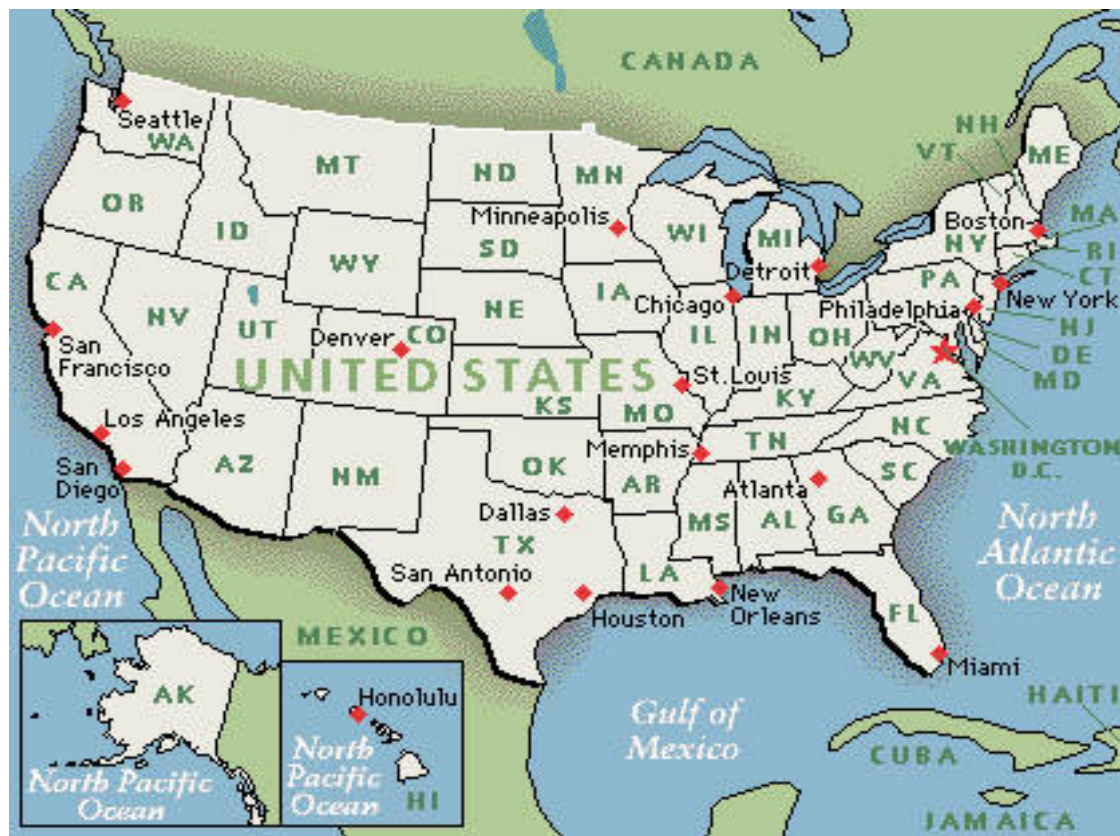 CANADA
NH
VT
ME
Seattle
WA
MT
ND
MN
OR
Minneapolis
Boston
MA
ID
SD
WI
MI
NY
RI
WY
CA
Detroit
PA
CT
NE
IA
Chicago
New York
NV
UT
Denver
CO
IL
IN
OH
Philadelphia
NJ
San
Francisco
WV
DE
UNITED STATES
St. Louis
VA
MD
KS
MO
KY
Los Angeles
NC
Memphis
TN
WASHINGTON
D.C.
AZ
NM
OK
AR
SC
San
Diego
Atlanta
Dallas
MS
AL
GA
North
Pacific
Ocean
North
Atlantic
Ocean
TX
San Antonio
LA
New
Orleans
Houston
FL
MEXICO
Miami
AK
Honolulu
HAITI
Gulf of
Mexico
North
Pacific
Ocean
CUBA
North Pacific
Ocean
HI
JAMAICA